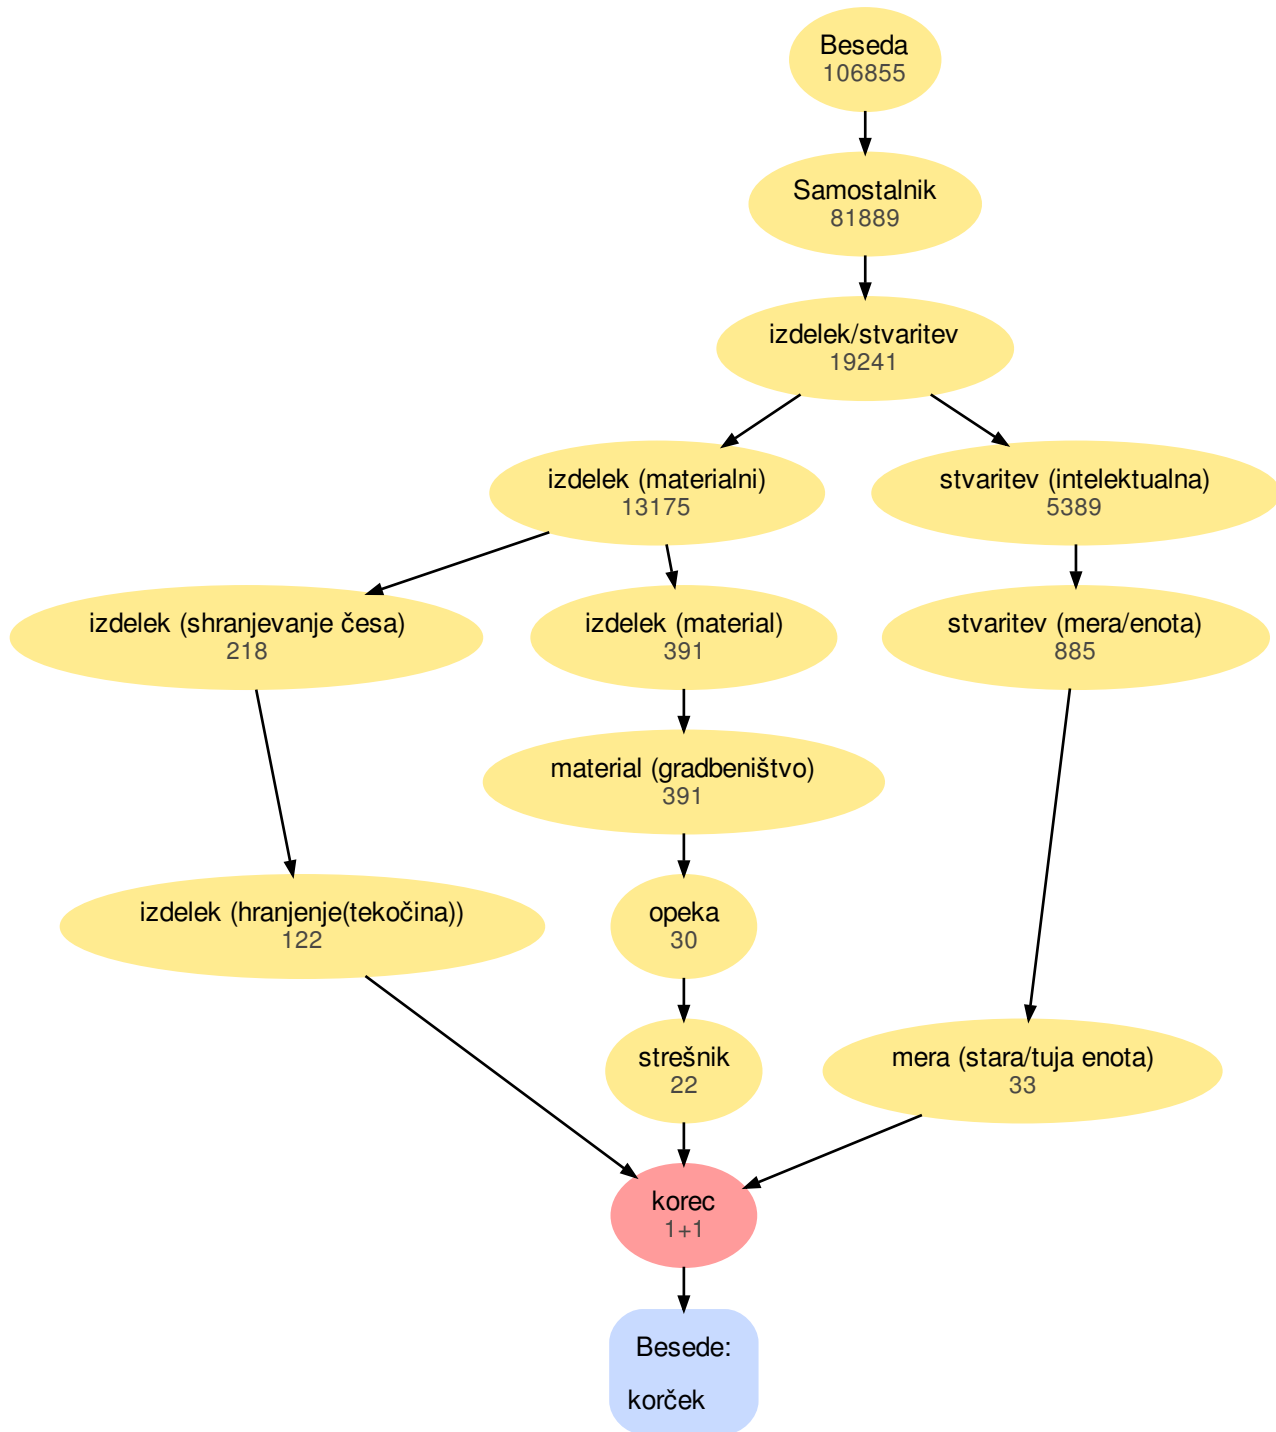 Beseda
106855
Samostalnik
81889
izdelek/stvaritev
19241
izdelek (materialni)
13175
stvaritev (intelektualna)
5389
izdelek (shranjevanje česa)
218
izdelek (material)
391
stvaritev (mera/enota)
885
material (gradbeništvo)
391
izdelek (hranjenje(tekočina))
122
opeka
30
strešnik
22
mera (stara/tuja enota)
33
korec
1+1
Besede:
korček